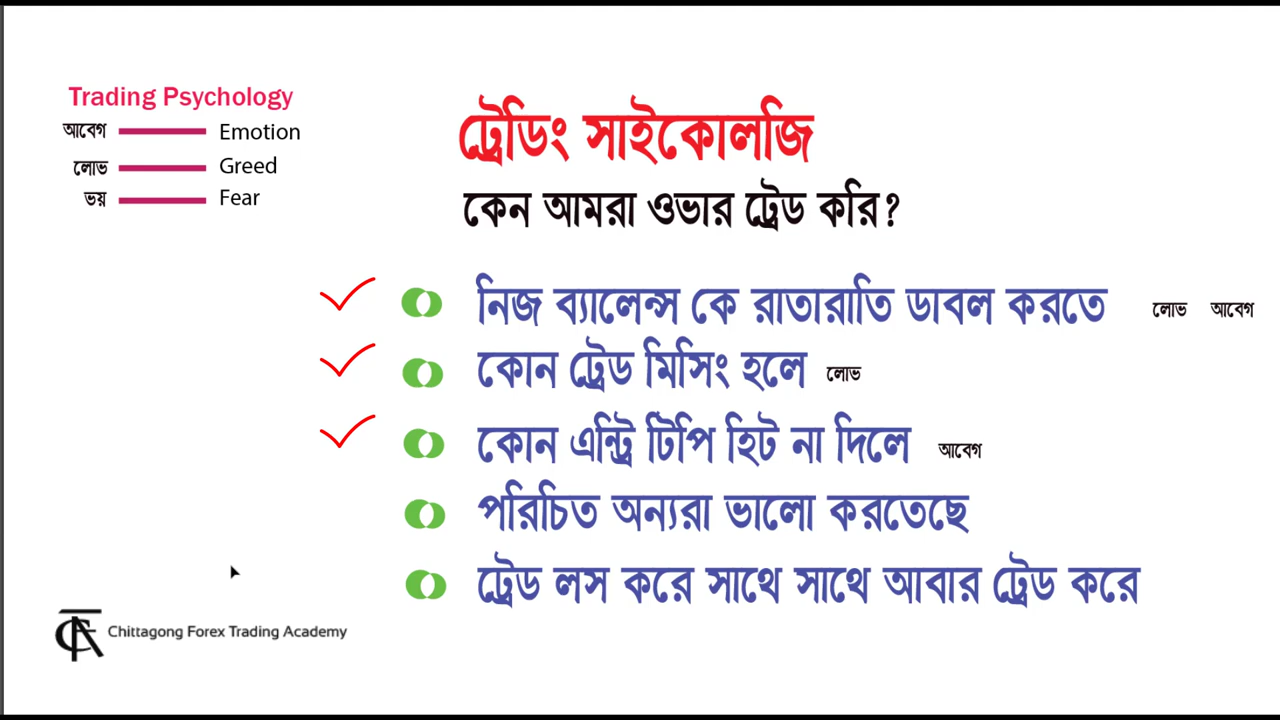 Trading Psychology
আবেগ Emotion
লোভ Greed
ভয় Fear
ট্রেডিং সাইকোলজি
কেন আমরা ওভার ট্রেড করি?
নিজ ব্যালেন্স কে রাতারাতি ডাবল করতে লোভ আবেগ
কোন ট্রেড মিসিং হলে লোভ
কোন এন্ট্রি টিপি হিট না দিলে আবেগ
পরিচিত অন্যরা ভালো করতেছে
ট্রেড লস করে সাথে সাথে আবার ট্রেড করে
Chittagong Forex Trading Academy